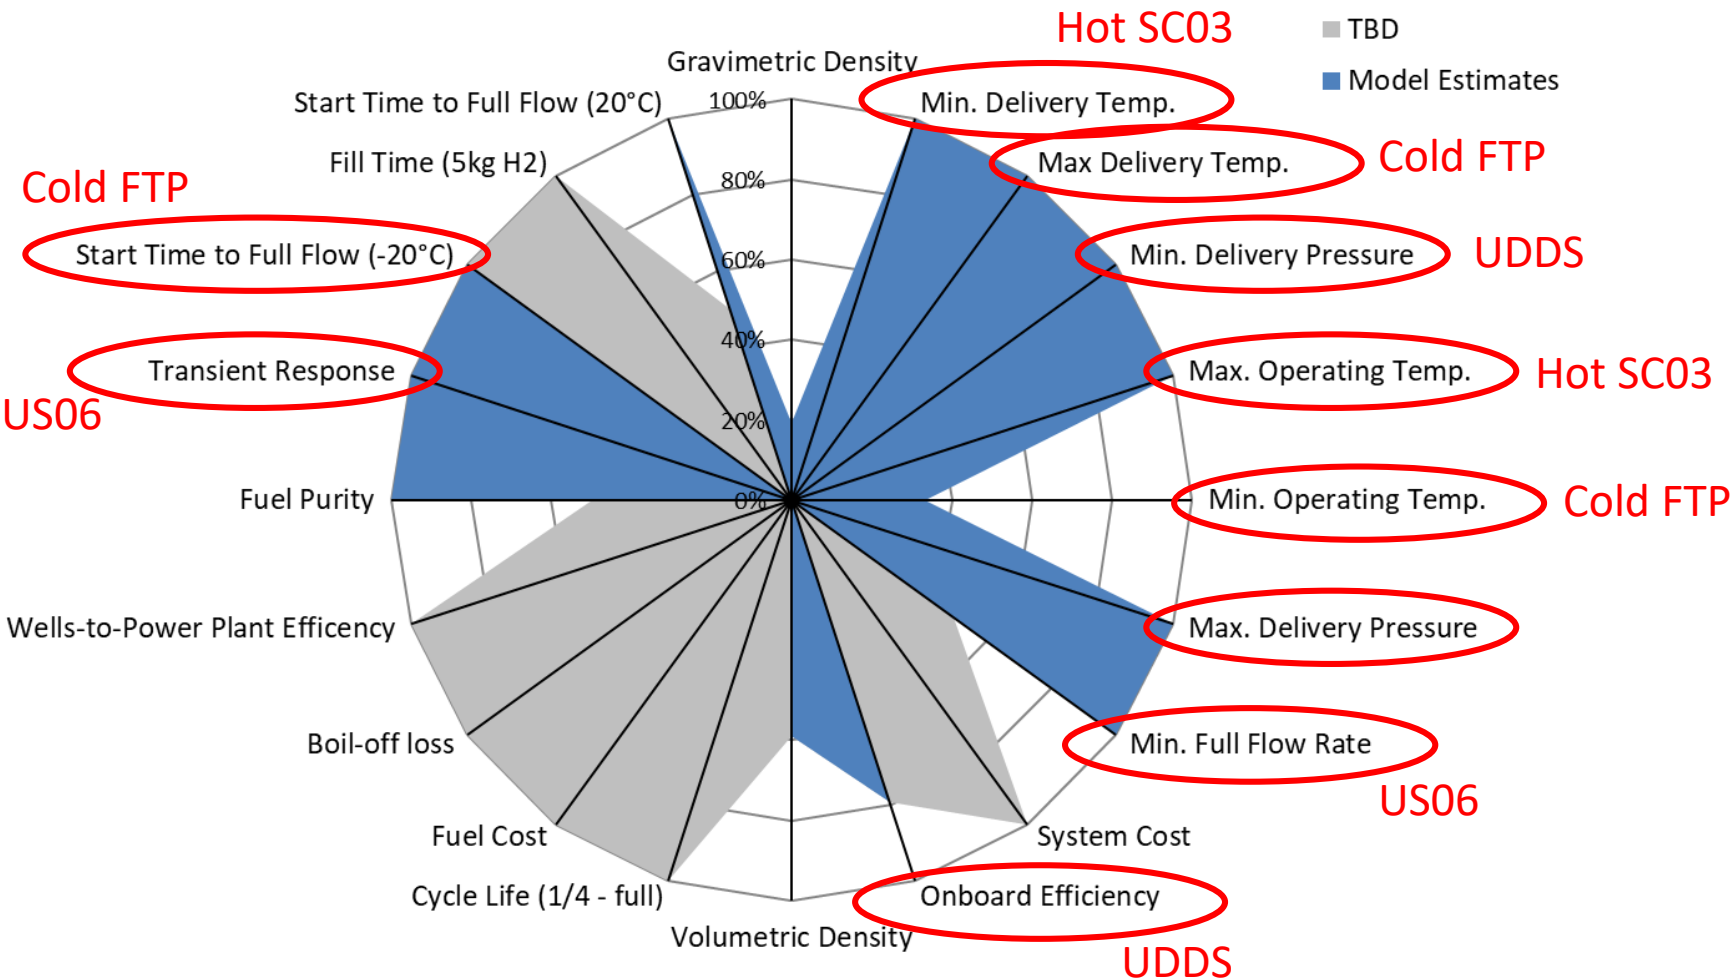 Hot SC03
TBD
Model Estimates
Gravimetric Density
Start Time to Full Flow (20°C)
100%
Min. Delivery Temp.
Fill Time (5kg H2)
80%
Max Delivery Temp.
Cold FTP
Cold FTP
Start Time to Full Flow (-20°C)
60%
Min. Delivery Pressure
UDDS
40%
Transient Response
Max. Operating Temp.
Hot SC03
US06
20%
Fuel Purity
0%
Min. Operating Temp.
Cold FTP
Wells-to-Power Plant Efficency
Max. Delivery Pressure
Boil-off loss
Min. Full Flow Rate
US06
Fuel Cost
System Cost
Cycle Life (1/4 - full)
Onboard Efficiency
Volumetric Density
UDDS